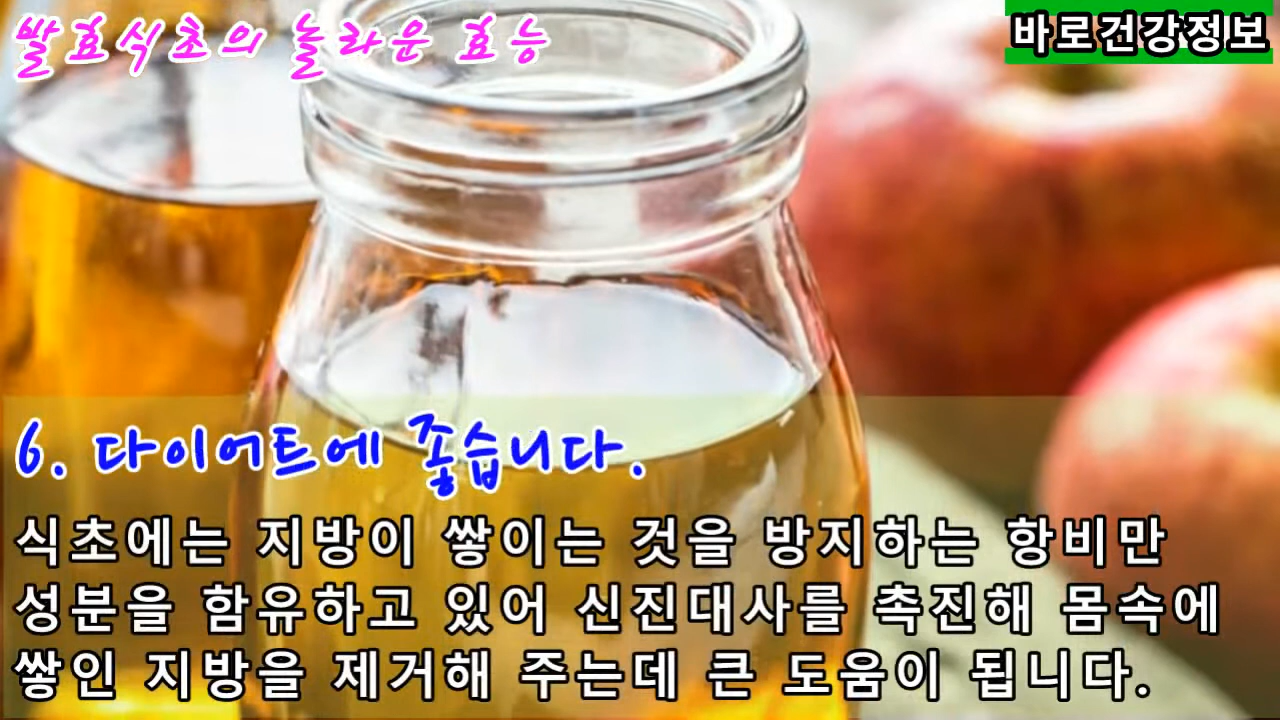 발효식초의 놀라운 효능
바로건강정보
6. 다이어트에 좋습니다.
식초에는 지방이 쌓이는 것을 방지하는 항비만
성분을 함유하고 있어 신진대사를 촉진해 몸속에
쌓인 지방을 제거해 주는데 큰 도움이 됩니다.